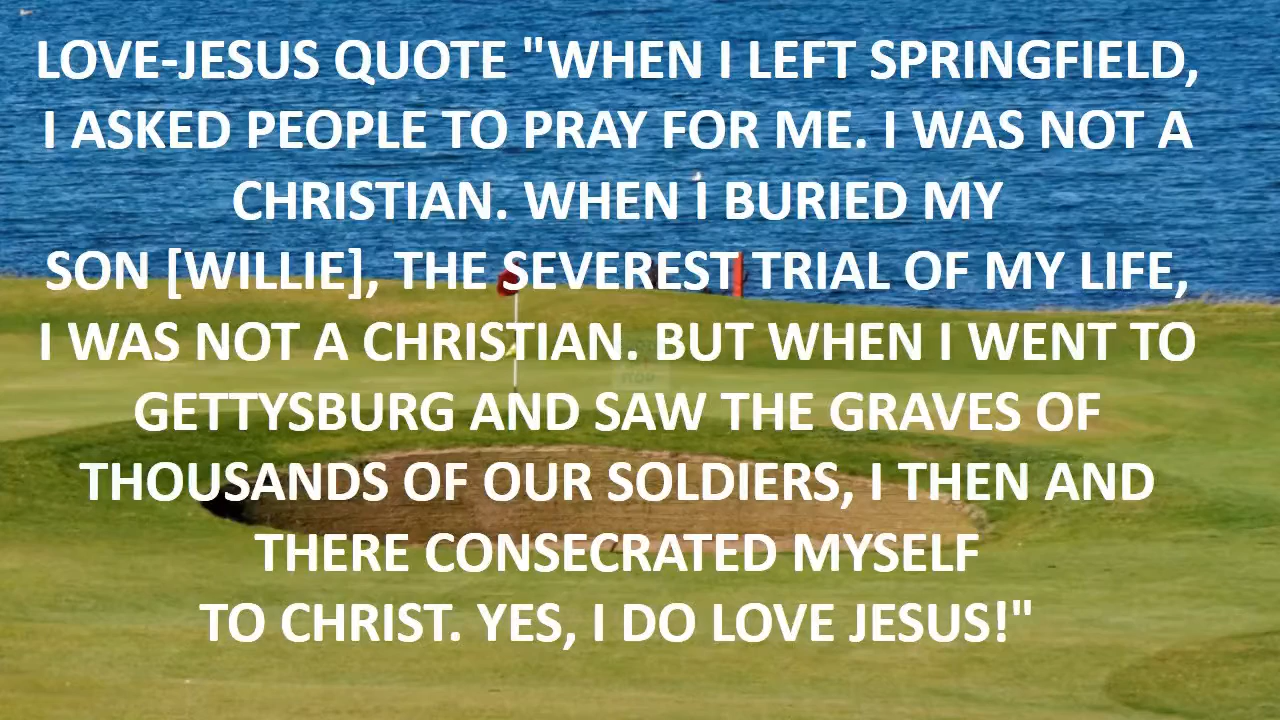 LOVE-JESUS QUOTE "WHEN I LEFT SPRINGFIELD,
I ASKED PEOPLE TO PRAY FOR ME. I WAS NOT A
CHRISTIAN. WHEN I BURIED MY
SON [WILLIE], THE SEVEREST TRIAL OF MY LIFE,
I WAS NOT A CHRISTIAN. BUT WHEN I WENT TO
GETTYSBURG AND SAW THE GRAVES OF
THOUSANDS OF OUR SOLDIERS, I THEN AND
THERE CONSECRATED MYSELF
TO CHRIST. YES, I DO LOVE JESUS!"